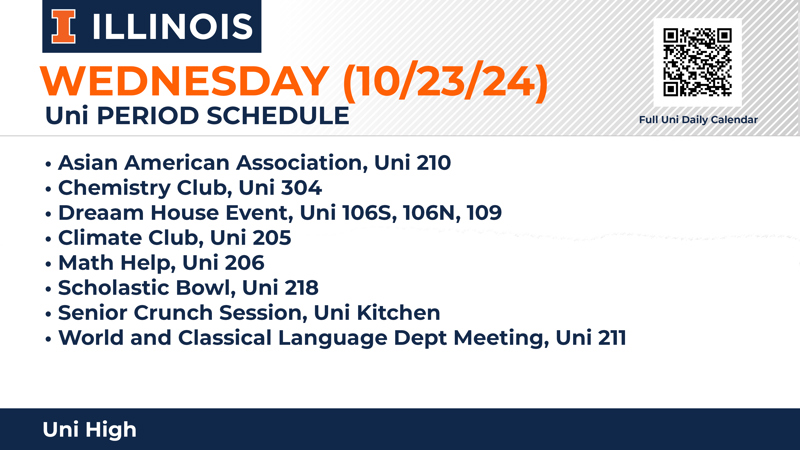 I ILLINOIS
WEDNESDAY (10/23/24)
Uni PERIOD SCHEDULE
Full Uni Daily Calendar
• Asian American Association, Uni 210
• Chemistry Club, Uni 304
• Dreaam House Event, Uni 106S, 106N, 109
• Climate Club, Uni 205
• Math Help, Uni 206
• Scholastic Bowl, Uni 218
• Senior Crunch Session, Uni Kitchen
• World and Classical Language Dept Meeting, Uni 211
Uni High